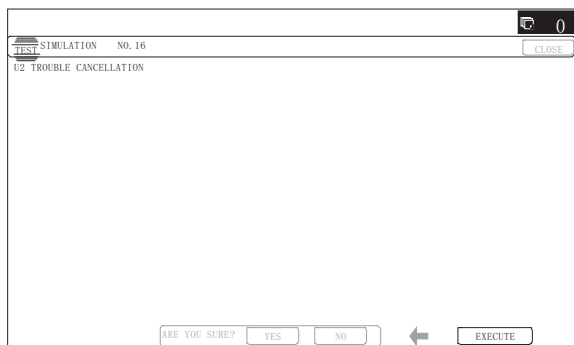 0
TEST SIMULATION NO.16
CLOSE
U2 TROUBLE CANCELLATION
ARE YOU SURE? YES NO EXECUTE